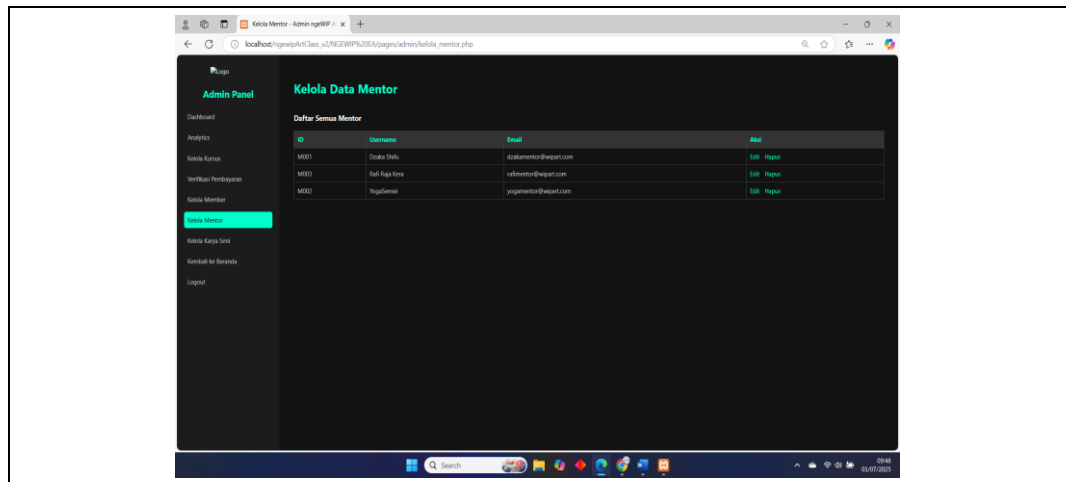 Kelola Mentor - Admin ngeWIP A
localhost/ngewipArtClass_v2/NGEWIP%20EA/pages/admin/kelola_mentor.php
Logo
Admin Panel
Dashboard
Analytics
Kelola Kursus
Verifikasi Pembayaran
Kelola Member
Kelola Mentor
Kelola Karya Seni
Kembali ke Beranda
Logout
Kelola Data Mentor
Daftar Semua Mentor
ID Username Email Aksi
M001 Dzaka Shifu dzakamentor@wipart.com Edit Hapus
M003 Rafi Raja Kera rafimentor@wipart.com Edit Hapus
M002 YogaSensei yogamentor@wipart.com Edit Hapus
Search
09:48
01/07/2025